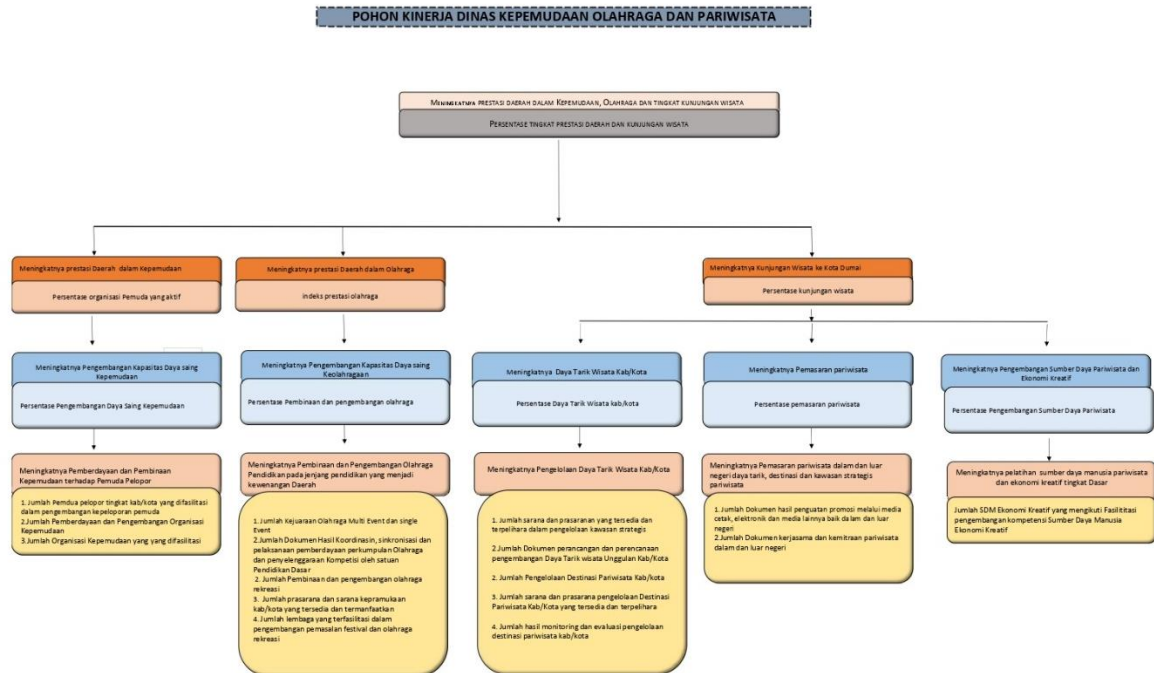 POHON KINERJA DINAS KEPEMUDAAN OLAHRAGA DAN PARIWISATA
MENINGKATNYA PRESTASI DAERAH DALAM KEPEMUDAAN, OLAHRAGA DAN TINGKAT KUNJUNGAN WISATA
PERSENTASE TINGKAT PRESTASI DAERAH DAN KUNJUNGAN WISATA
Meningkatnya prestasi Daerah dalam Kepemudaan
Persentase organisasi Pemuda yang aktif
Meningkatnya prestasi Daerah dalam Olahraga
indeks prestasi olahraga
Meningkatnya Kunjungan Wisata ke Kota Dumai
Persentase kunjungan wisata
Meningkatnya Pengembangan Kapasitas Daya saing
Kepemudaan
Persentase Pengembangan Daya Saing Kepemudaan
Meningkatnya Pengembangan Kapasitas Daya saing
Keolahragaan
Persentase Pembinaan dan pengembangan olahraga
Meningkatnya Daya Tarik Wisata Kab/Kota
Persentase Daya Tarik Wisata kab/kota
Meningkatnya Pemasaran pariwisata
Persentase pemasaran pariwisata
Meningkatnya Pengembangan Sumber Daya Pariwisata dan
Ekonomi Kreatif
Persentase Pengembangan Sumber Daya Pariwisata
Meningkatnya Pemberdayaan dan Pembinaan
Kepemudaan terhadap Pemuda Pelopor
1. Jumlah Pemdua pelopor tingkat kab/kota yang difasilitasi
dalam pengembangan kepeloporan pemuda
2.Jumlah Pemberdayaan dan Pengembangan Organisasi
Kepemudaan
3.Jumlah Organisasi Kepemudaan yang yang difasilitasi
Meningkatnya Pembinaan dan Pengembangan Olahraga
Pendidikan pada jenjang pendidikan yang menjadi
kewenangan Daerah
1. Jumlah Kejuaraan Olahraga Multi Event dan single
Event
2.Jumlah Dokumen Hasil Koordinasin, sinkronisasi dan
pelaksanaan pemberdayaan perkumpulan Olahraga
dan penyelenggaraan Kompetisi oleh satuan
Pendidikan Dasar
2. Jumlah Pembinaan dan pengembangan olahraga
rekreasi
3. Jumlah prasarana dan sarana kepramukaan
kab/kota yang tersedia dan termanfaatkan
4. Jumlah lembaga yang terfasilitasi dalam
pengembangan pemasalan festival dan olahraga
rekreasi
Meningkatnya Pengelolaan Daya Tarik Wisata Kab/Kota
1. Jumlah sarana dan prasaranan yang tersedia dan
terpelihara dalam pengelolaan kawasan strategis
2.Jumlah Dokumen perancangan dan perencanaan
pengembangan Daya Tarik wisata Unggulan Kab/Kota
2. Jumlah Pengelolaan Destinasi Pariwisata Kab/kota
3. Jumlah sarana dan prasarana pengelolaan Destinasi
Pariwisata Kab/Kota yang tersedia dan terpelihara
4. Jumlah hasil monitoring dan evaluasi pengelolaan
destinasi pariwisata kab/kota
Meningkatnya Pemasaran pariwisata dalam dan luar
negeri daya tarik, destinasi dan kawasan strategis
pariwisata
1. Jumlah Dokumen hasil penguatan promosi melalui media
cetak, elektronik dan media lainnya baik dalam dan luar
negeri
2.Jumlah Dokumen kerjasama dan kemitraan pariwisata
dalam dan luar negeri
Meningkatnya pelatihan sumber daya manusia pariwisata
dan ekonomi kreatif tingkat Dasar
Jumlah SDM Ekonomi Kreatif yang mengikuti Fasilititasi
pengembangan kompetensi Sumber Daya Manusia
Ekonomi Kreatif